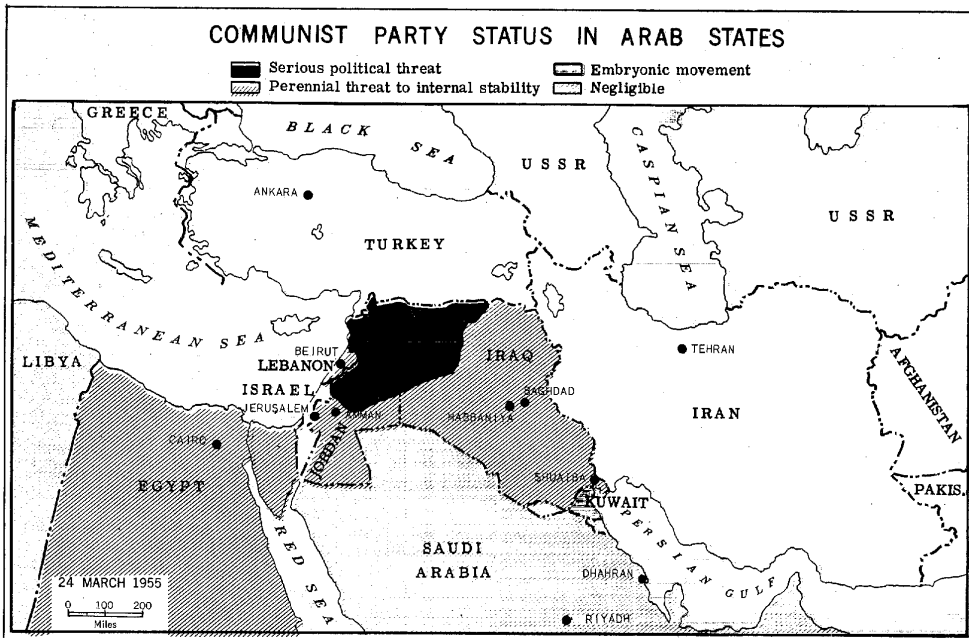 COMMUNIST PARTY STATUS IN ARAB STATES
Serious political threat
Embryonic movement
Perennial threat to internal stability
Negligible
GREECE
BLACK SEA
USSR
CASPIAN SEA
USSR
ANKARA
TURKEY
MEDITERRANEAN SEA
LIBYA
BEIRUT
LEBANON
ISRAEL
JERUSALEM
AMMAN
JORDAN
IRAQ
BAGHDAD
HABBANIYA
TEHRAN
IRAN
AFGHANISTAN
PAKIS.
CAIRO
EGYPT
SHUAIBA
KUWAIT
PERSIAN GULF
RED SEA
SAUDI
ARABIA
DHAHRAN
RIYADH
24 MARCH 1955
0 100 200
Miles